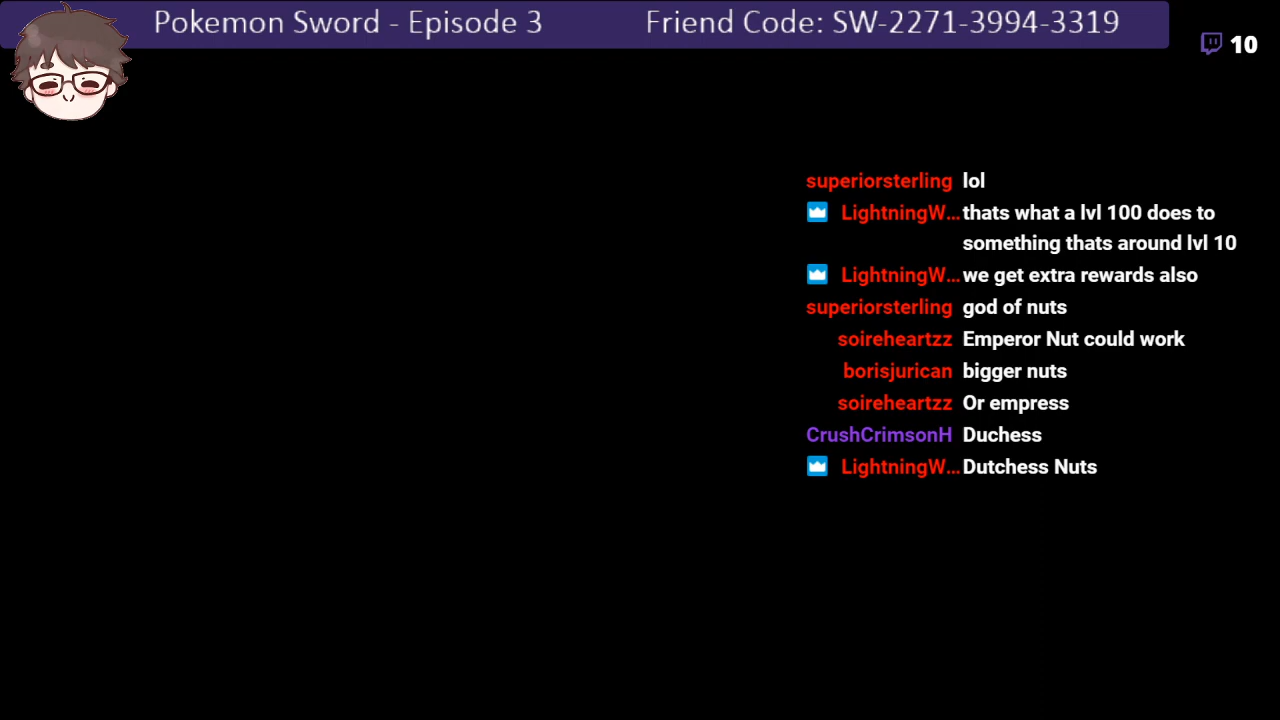 Pokemon Sword - Episode 3 Friend Code: SW-2271-3994-3319
10
superiorsterling lol
LightningW... thats what a lvl 100 does to
something thats around lvl 10
LightningW... we get extra rewards also
superiorsterling god of nuts
soireheartzz Emperor Nut could work
borisjurican bigger nuts
soireheartzz Or empress
CrushCrimsonH Duchess
LightningW... Dutchess Nuts